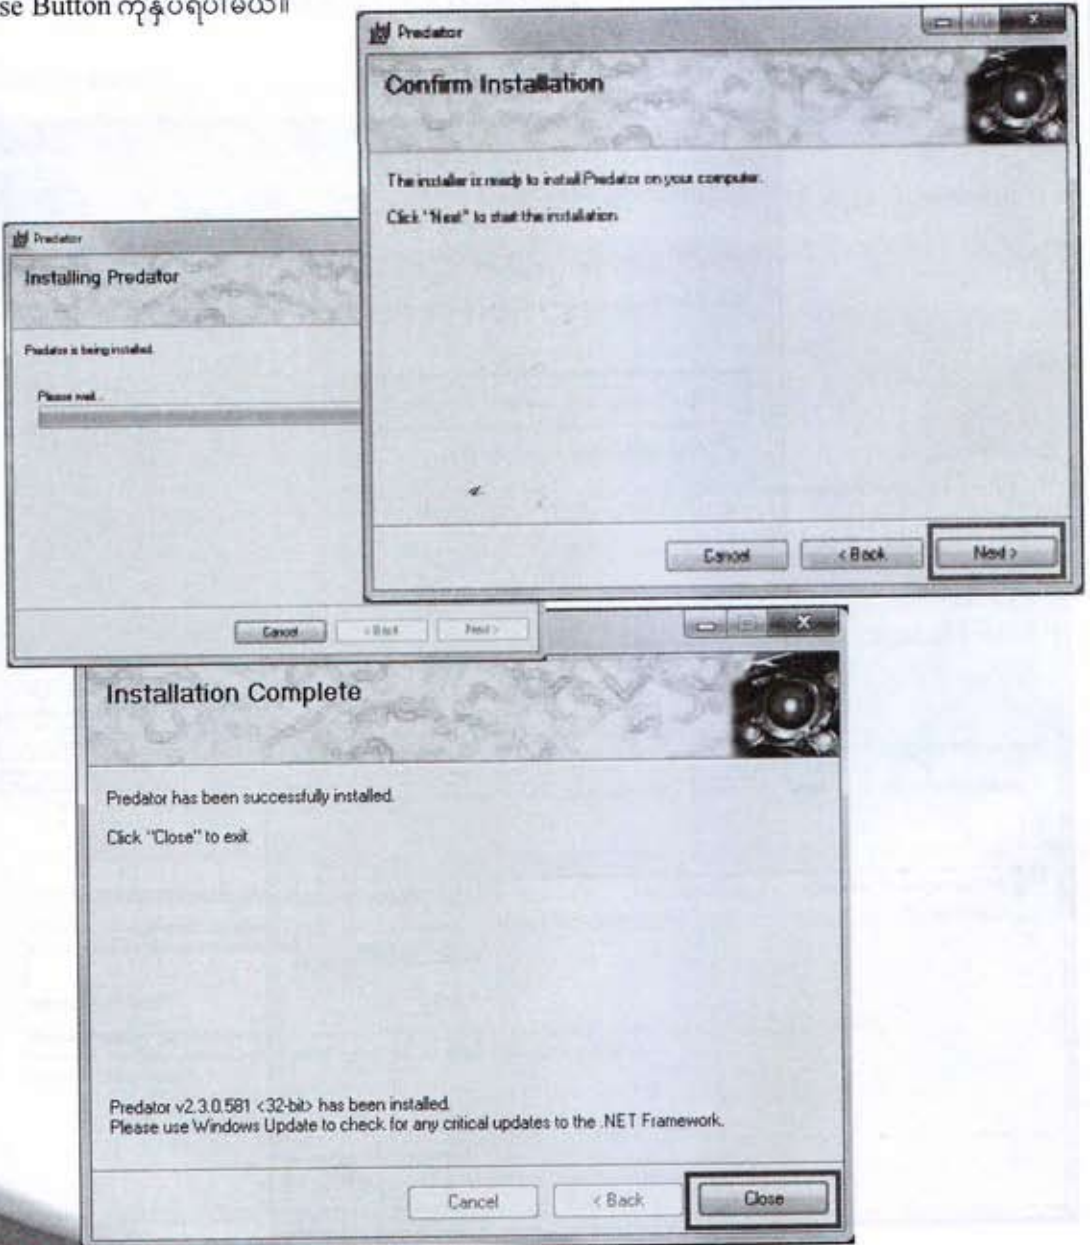 se Button ကိုနှိပ်ရပါမယ်။
Predator
Confirm Installation
The installer is ready to install Predator on your computer.
Click "Next" to start the installation.
Cancel
< Back
Next >
Predator
Installing Predator
Predator is being installed.
Please wait...
Cancel
< Back
Next >
Installation Complete
Predator has been successfully installed.
Click "Close" to exit.
Predator v2.3.0.581 <32-bit> has been installed.
Please use Windows Update to check for any critical updates to the .NET Framework.
Cancel
< Back
Close